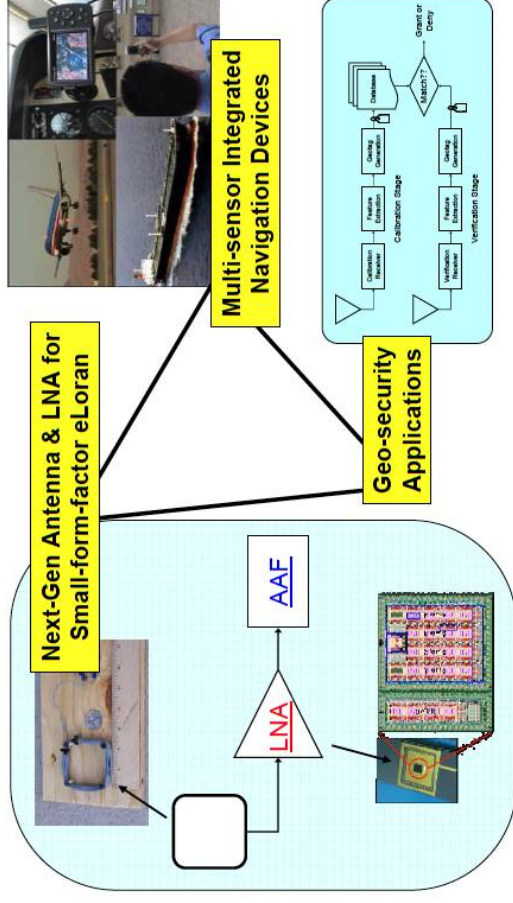 Next-Gen Antenna & LNA for
Small-form-factor eLoran
LNA
AAF
Multi-sensor Integrated
Navigation Devices
Geo-security
Applications
Calibration
Receiver
Feature
Extraction
Geotag
Generation
Database
Calibration Stage
Match??
Grant or
Deny
Verification
Receiver
Feature
Extraction
Geotag
Generation
Verification Stage